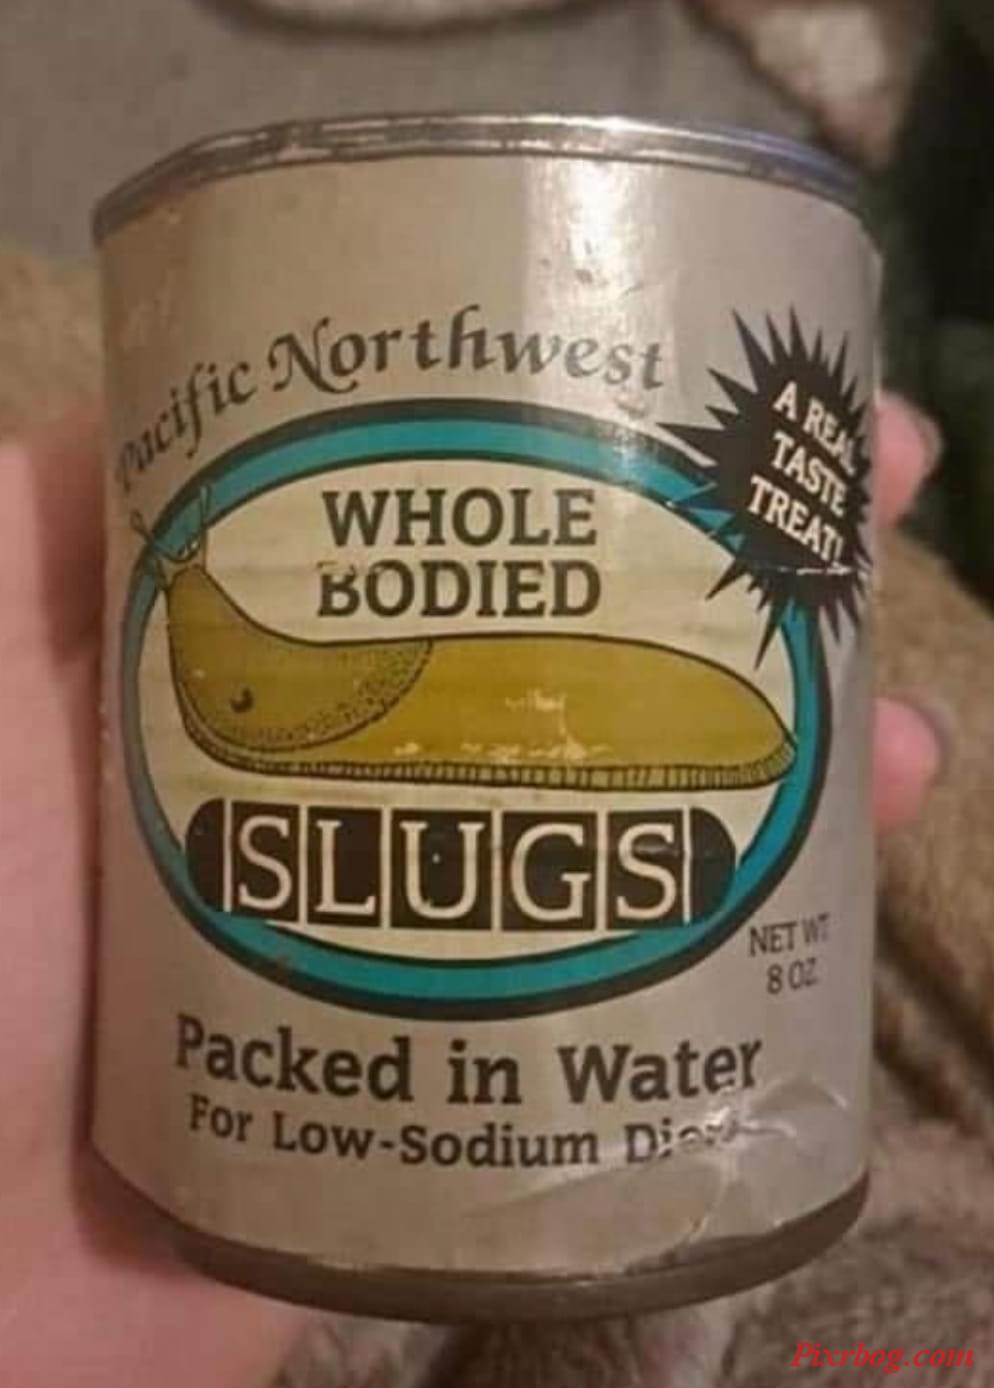 Pacific Northwest
A REAL
TASTE
TREAT!
WHOLE
BODIED
SLUGS
NET WT
8 OZ.
Packed in Water
For Low-Sodium
Pixrbog.com